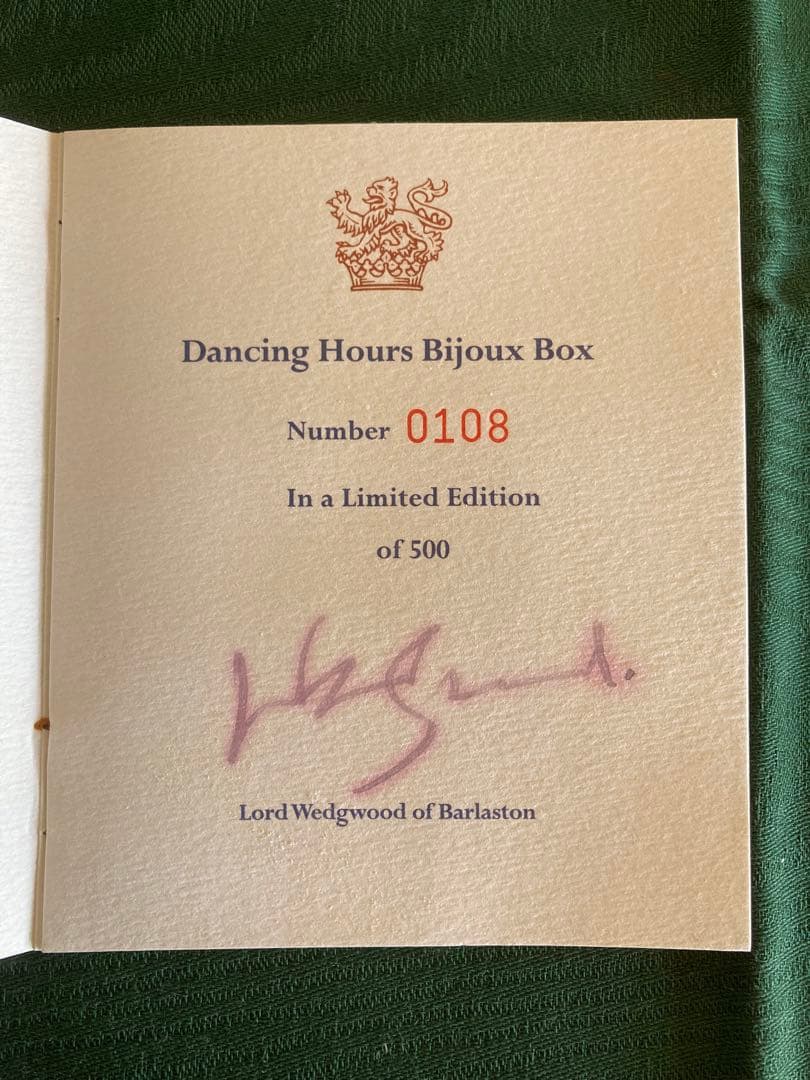 Dancing Hours Bijoux Box
Number 0108
In a Limited Edition
of 500
Lord Wedgwood of Barlaston